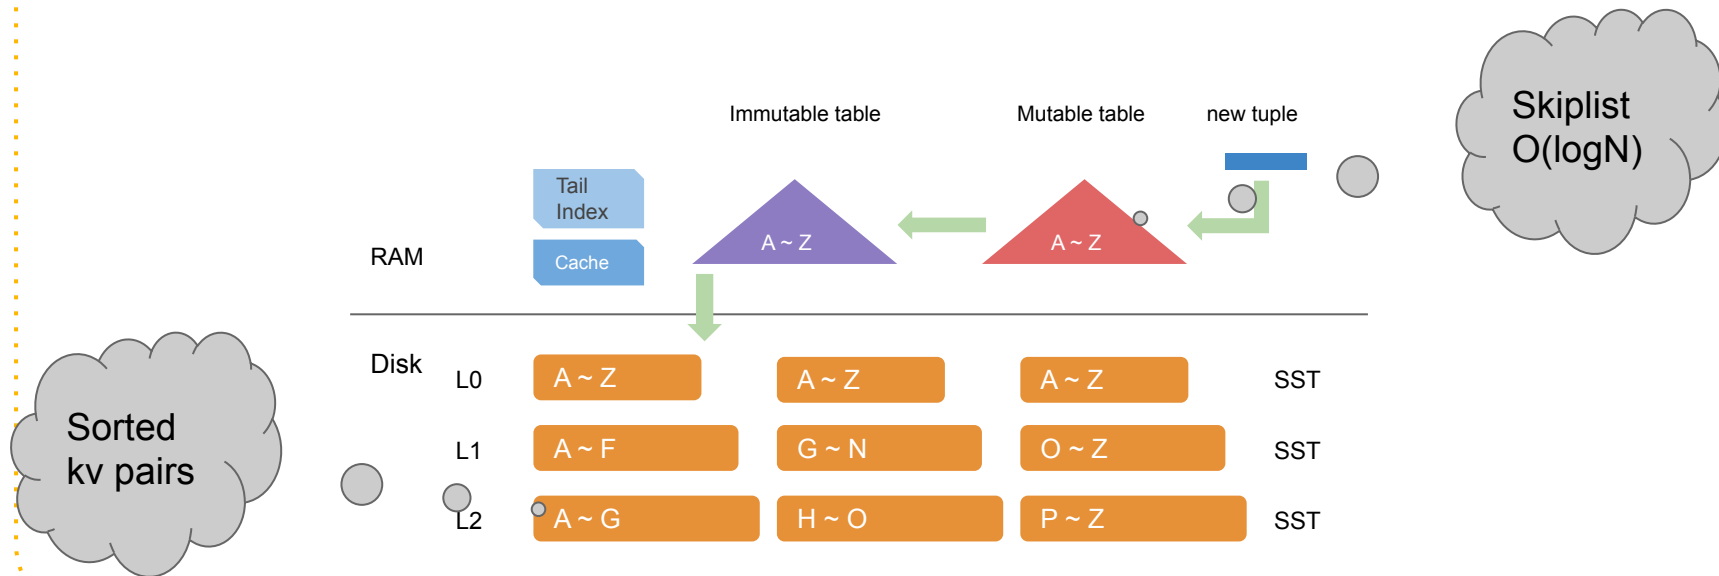 Skiplist
O(logN)
Immutable table
Mutable table
new tuple
Tail
Index
A ~ Z
A ~ Z
RAM
Cache
Disk
L0
A ~ Z
A ~ Z
A ~ Z
SST
Sorted
kv pairs
L1
A ~ F
G ~ N
O ~ Z
SST
L2
A ~ G
H ~ O
P ~ Z
SST